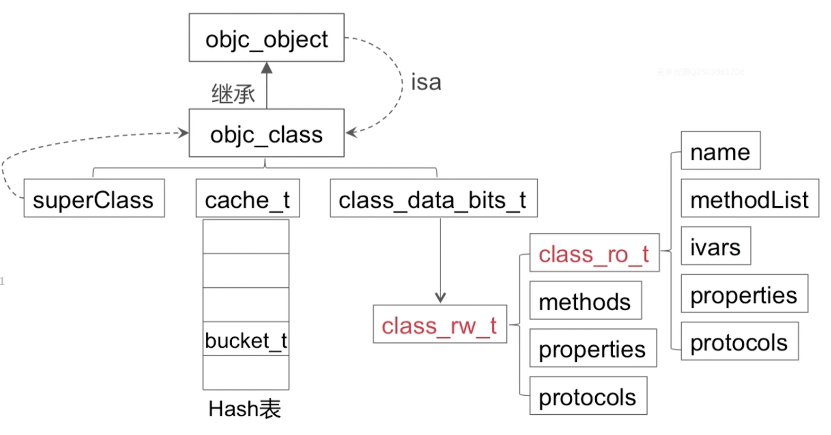 objc_object
isa
继承
objc_class
superClass
cache_t
class_data_bits_t
name
methodList
ivars
properties
protocols
class_ro_t
methods
properties
protocols
class_rw_t
bucket_t
Hash表
1